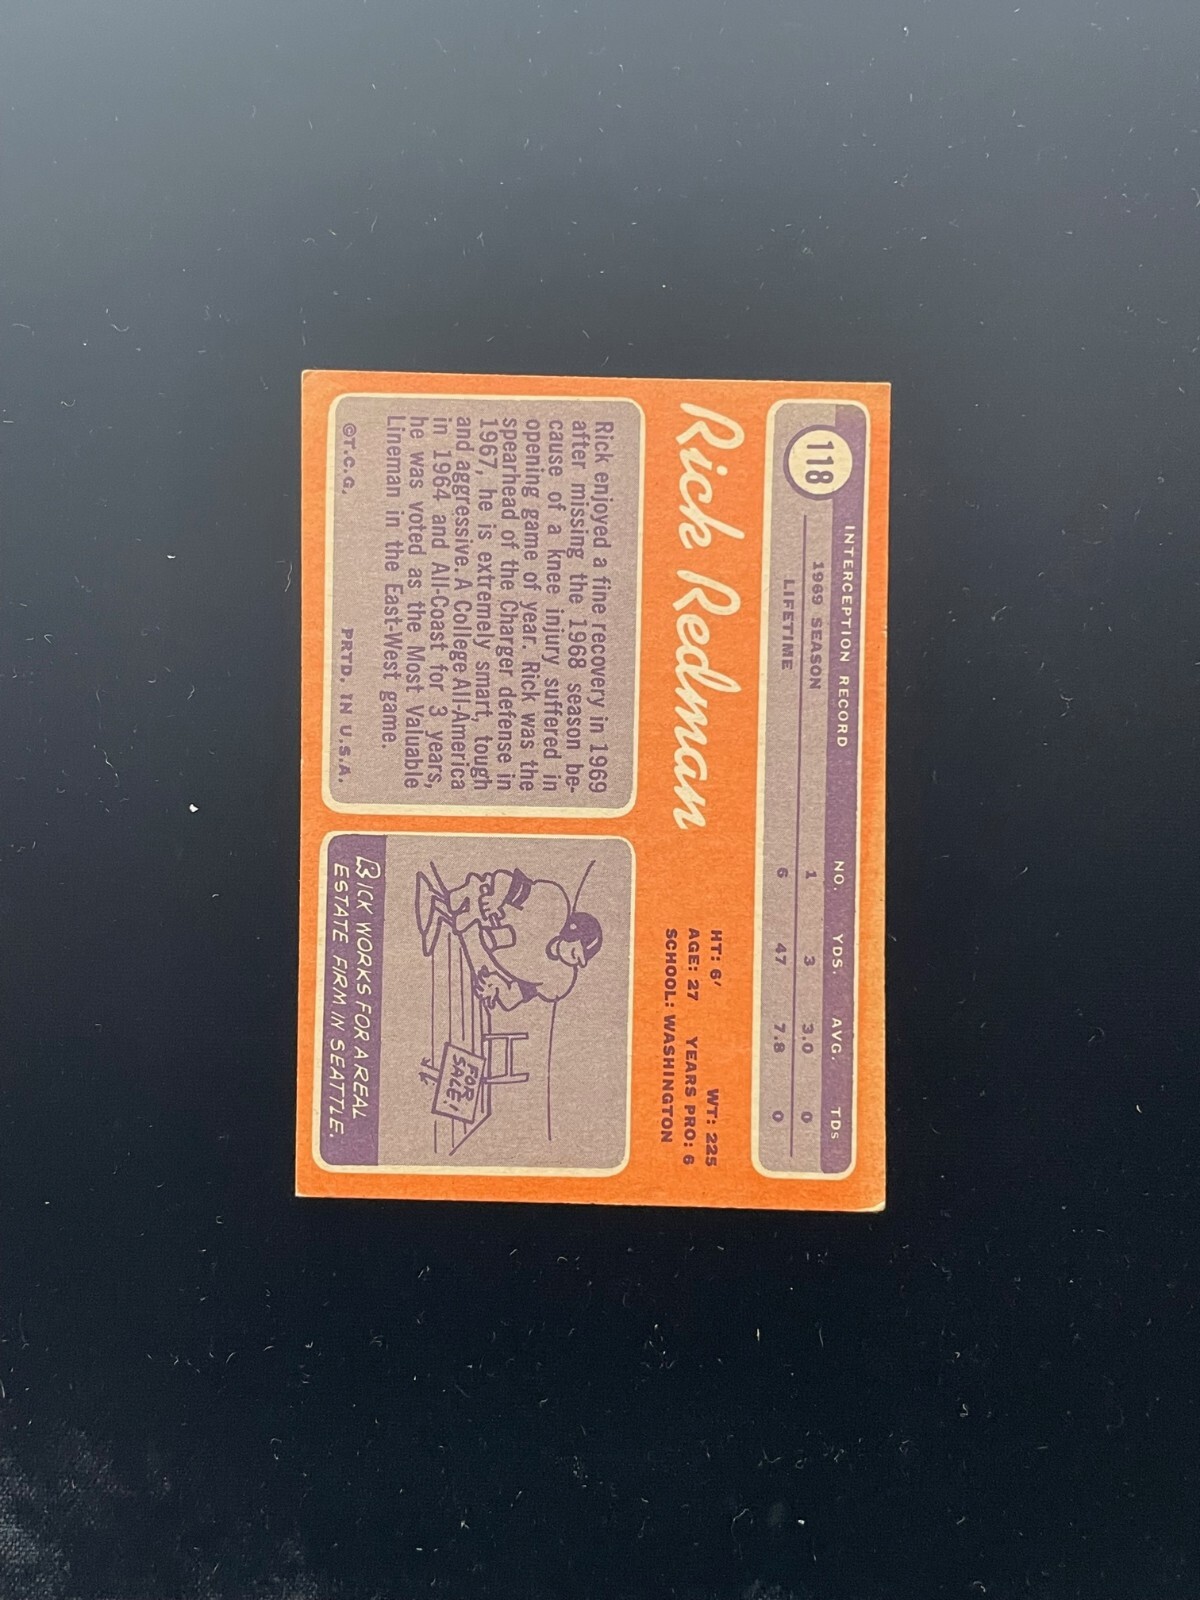 118
INTERCEPTION RECORD NO. YDS. AVG. TDs
1969 SEASON 1 3 3.0 0
LIFETIME 6 47 7.8 0
Rick Redman
HT: 6' WT: 225
AGE: 27 YEARS PRO: 6
SCHOOL: WASHINGTON
Rick enjoyed a fine recovery in 1969
after missing the 1968 season be-
cause of a knee injury suffered in
opening game of year. Rick was the
spearhead of the Charger defense in
1967, he is extremely smart, tough
and aggressive. A College All-America
in 1964 and All-Coast for 3 years,
he was voted as the Most Valuable
Lineman in the East-West game.
©T.C.G. PRTD. IN U.S.A.
FOR
SALE!
RICK WORKS FOR A REAL
ESTATE FIRM IN SEATTLE.